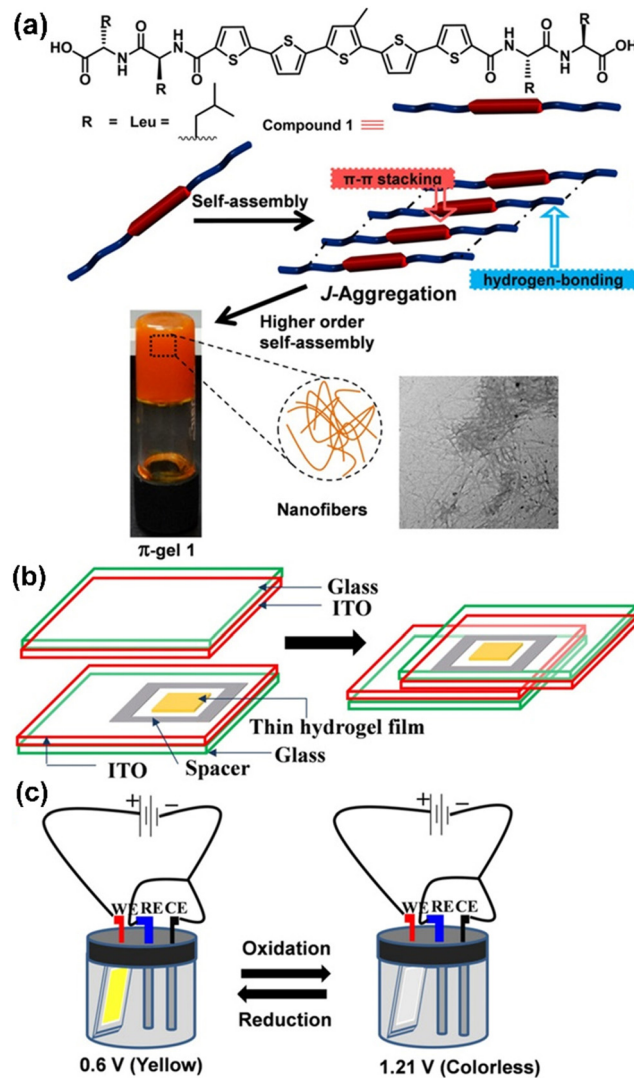 (a)
R
O
R
H
N
OH
HO
N
H
O
R
O
S
S
S
S
S
O
H
N
R
O
N
H
R
O
OH
R = Leu =
Compound 1
Self-assembly
π-π stacking
hydrogen-bonding
J-Aggregation
Higher order
self-assembly
Nanofibers
π-gel 1
(b)
Glass
ITO
Thin hydrogel film
ITO
Spacer
Glass
(c)
+ −
+ −
WE RE CE
WE RE CE
Oxidation
Reduction
0.6 V (Yellow)
1.21 V (Colorless)